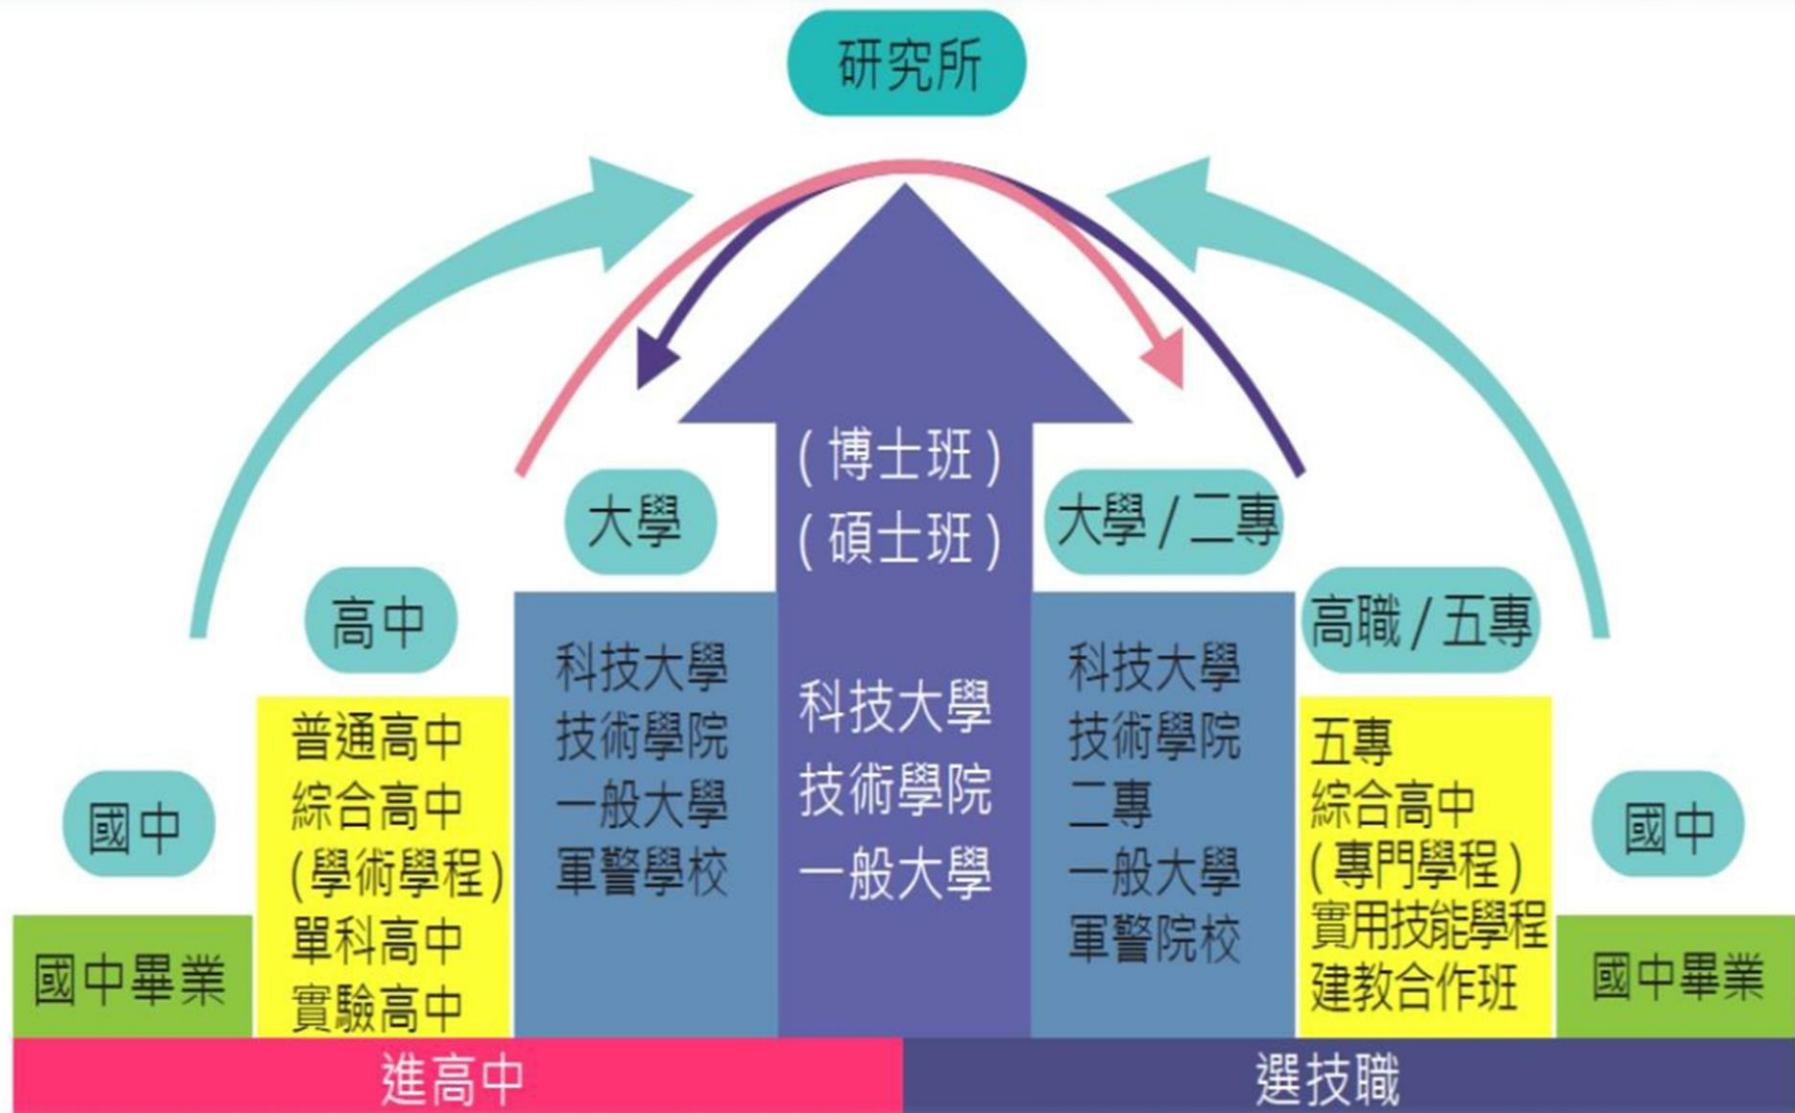 研究所
(博士班)
(碩士班)
科技大學
技術學院
一般大學
大學
科技大學
技術學院
一般大學
軍警學校
高中
普通高中
綜合高中
(學術學程)
單科高中
實驗高中
國中
國中畢業
進高中
大學/二專
科技大學
技術學院
二專
一般大學
軍警院校
高職/五專
五專
綜合高中
(專門學程)
實用技能學程
建教合作班
國中
國中畢業
選技職